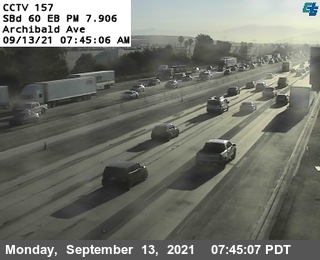 CCTV 157
SBd 60 EB PM 7.906
Archibald Ave
09/13/21 07:45:06 AM
Monday, September 13, 2021 07:45:07 PDT